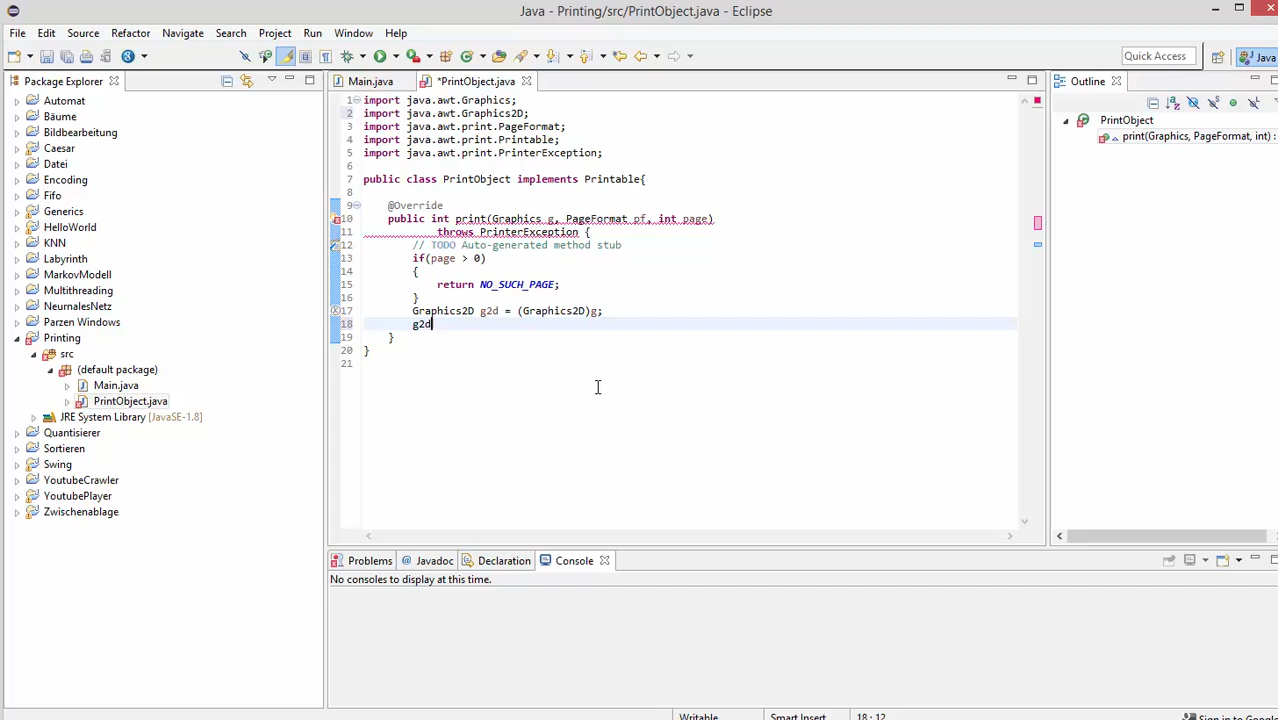 Java - Printing/src/PrintObject.java - Eclipse
File Edit Source Refactor Navigate Search Project Run Window Help
Quick Access
Java
Package Explorer
Automat
Bäume
Bildbearbeitung
Caesar
Datei
Encoding
Fifo
Generics
HelloWorld
KNN
Labyrinth
MarkovModell
Multithreading
NeurnalesNetz
Parzen Windows
Printing
src
(default package)
Main.java
PrintObject.java
JRE System Library [JavaSE-1.8]
Quantisierer
Sortieren
Swing
YoutubeCrawler
YoutubePlayer
Zwischenablage
Main.java *PrintObject.java
1 import java.awt.Graphics;
2 import java.awt.Graphics2D;
3 import java.awt.print.PageFormat;
4 import java.awt.print.Printable;
5 import java.awt.print.PrinterException;
6
7 public class PrintObject implements Printable{
8
9 @Override
10 public int print(Graphics g, PageFormat pf, int page)
11 throws PrinterException {
12 // TODO Auto-generated method stub
13 if(page > 0)
14 {
15 return NO_SUCH_PAGE;
16 }
17 Graphics2D g2d = (Graphics2D)g;
18 g2d
19 }
20 }
21
Outline
PrintObject
print(Graphics, PageFormat, int) :
Problems Javadoc Declaration Console
No consoles to display at this time.
Writable Smart Insert 18 : 12 Sign in to Google